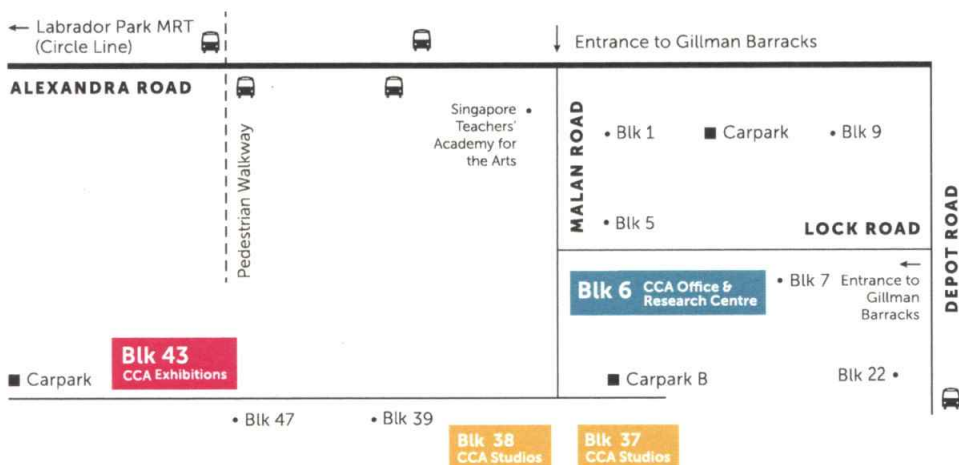 Labrador Park MRT
(Circle Line)
Entrance to Gillman Barracks
ALEXANDRA ROAD
Pedestrian Walkway
Singapore
Teachers'
Academy for
the Arts
MALAN ROAD
Blk 1
Carpark
Blk 9
Blk 5
LOCK ROAD
DEPOT ROAD
Blk 6 CCA Office &
Research Centre
Blk 7
Entrance to
Gillman
Barracks
Blk 43
CCA Exhibitions
Carpark
Carpark B
Blk 22
Blk 47
Blk 39
Blk 38
CCA Studios
Blk 37
CCA Studios